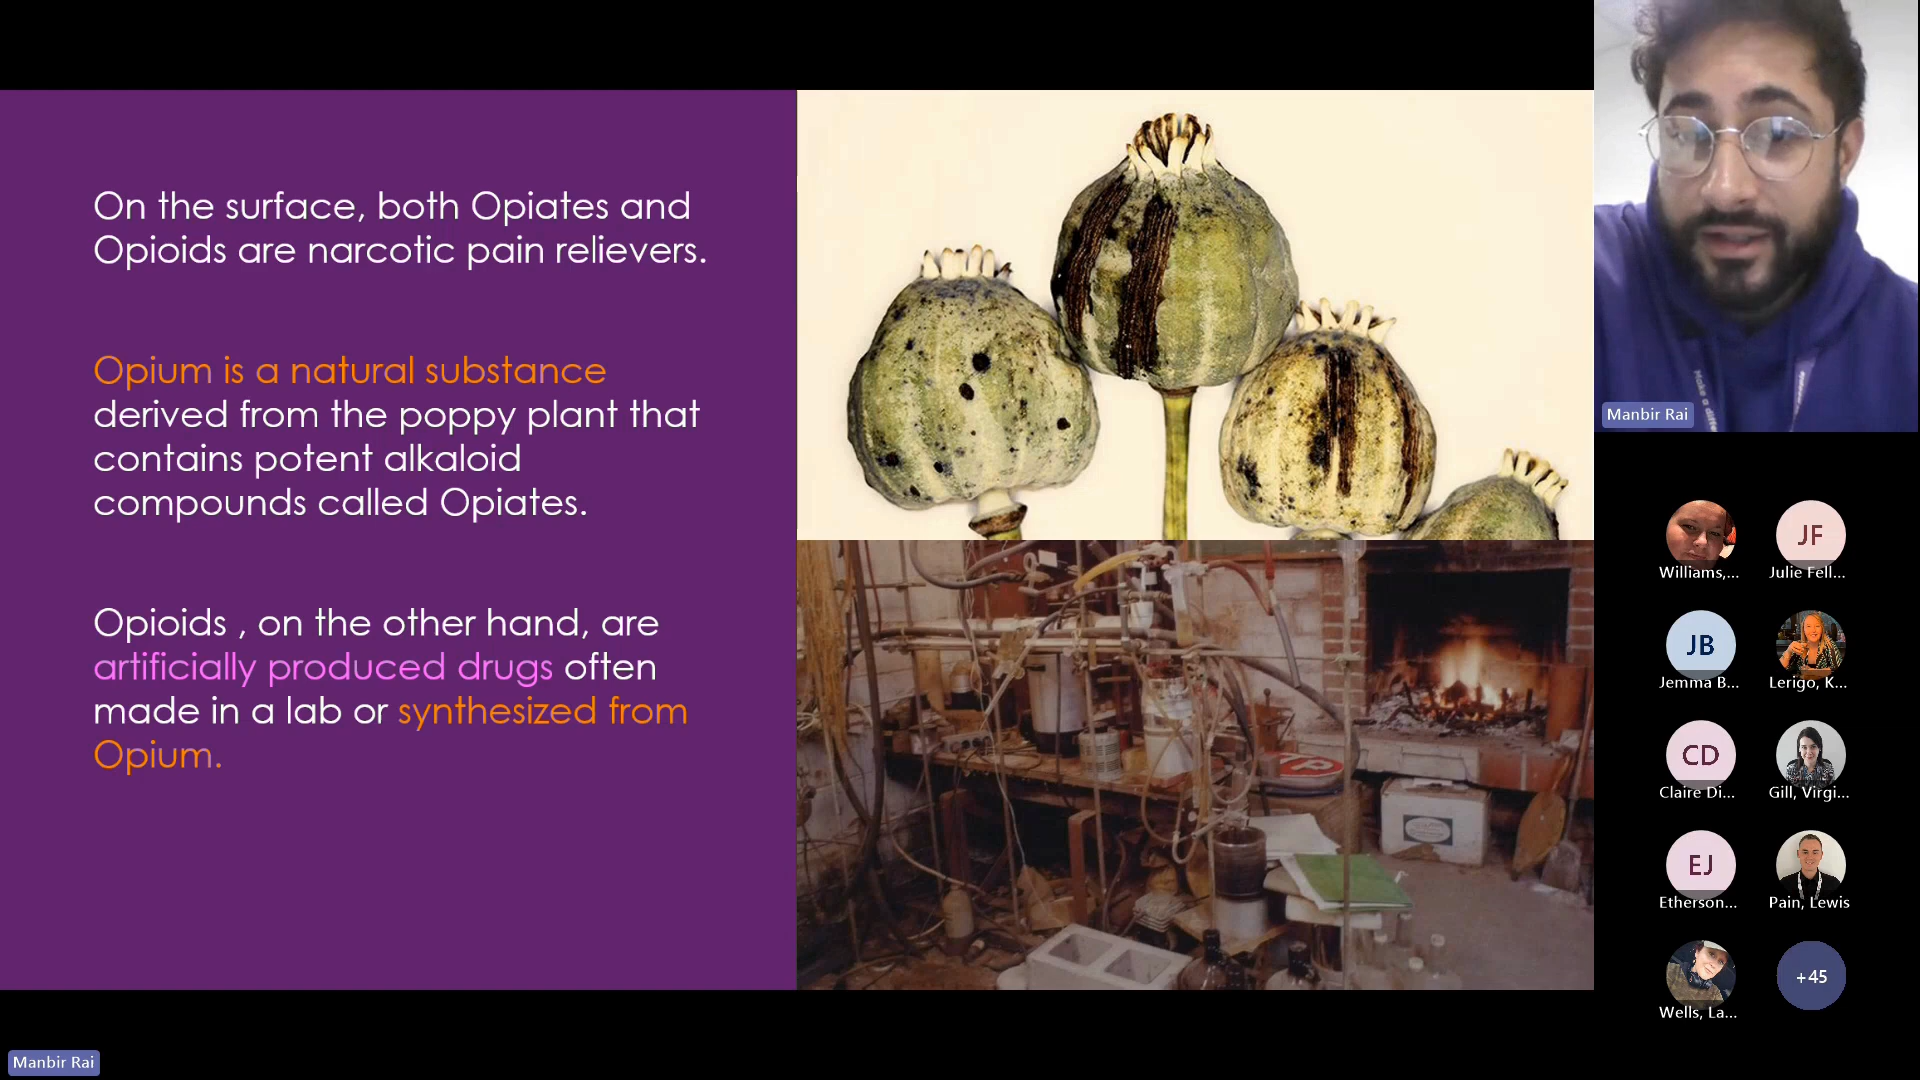 On the surface, both Opiates and
Opioids are narcotic pain relievers.
Opium is a natural substance
derived from the poppy plant that
contains potent alkaloid
compounds called Opiates.
Opioids , on the other hand, are
artificially produced drugs often
made in a lab or synthesized from
Opium.
Make a diff
Manbir Rai
Williams,...
Julie Fell...
JF
JB
Jemma B...
Lerigo, K...
CD
Claire Di...
Gill, Virgi...
EJ
Etherson...
Pain, Lewis
Wells, La...
+45
Manbir Rai